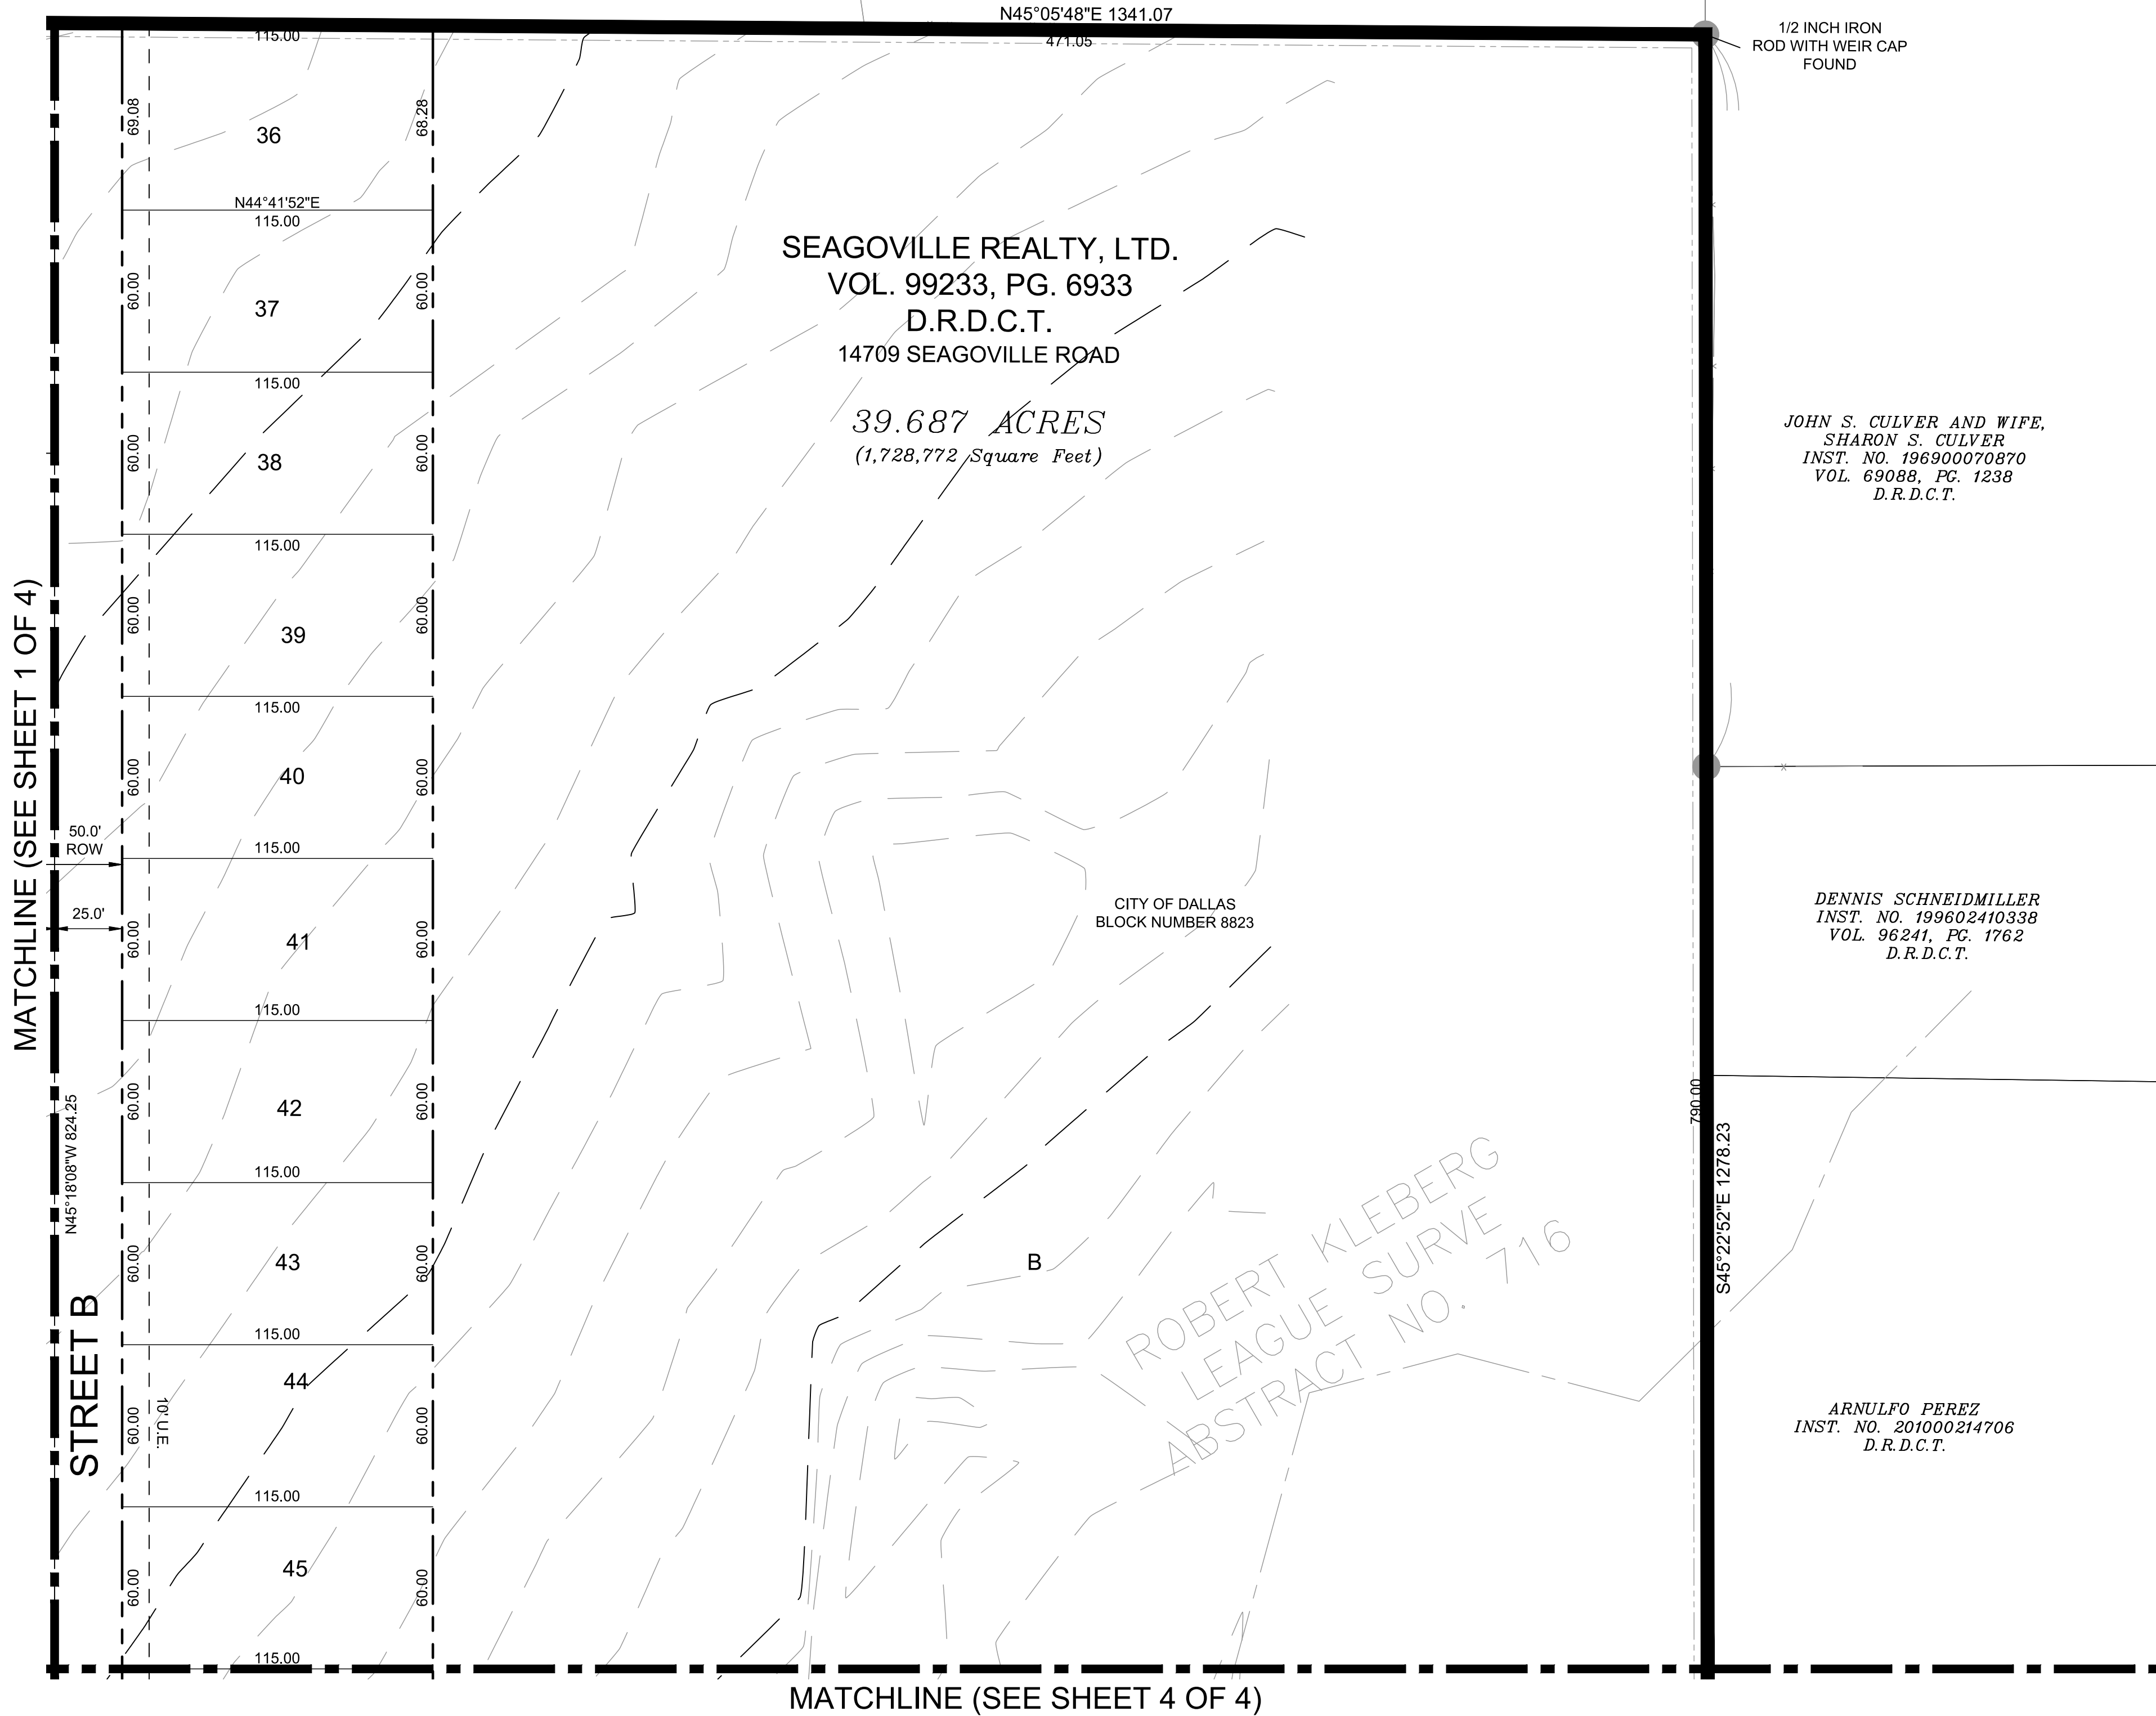 N45°05'48"E 1341.07
115.00
471.05
1/2 INCH IRON
ROD WITH WEIR CAP
FOUND
69.08
68.28
36
N44°41'52"E
115.00
60.00
60.00
37
115.00
SEAGOVILLE REALTY, LTD.
VOL. 99233, PG. 6933
D.R.D.C.T.
14709 SEAGOVILLE ROAD
39.687 ACRES
(1,728,772 Square Feet)
JOHN S. CULVER AND WIFE,
SHARON S. CULVER
INST. NO. 196900070870
VOL. 69088, PG. 1238
D.R.D.C.T.
60.00
60.00
38
115.00
60.00
60.00
39
115.00
MATCHLINE (SEE SHEET 1 OF 4)
60.00
60.00
40
115.00
50.0'
ROW
25.0'
60.00
60.00
41
115.00
CITY OF DALLAS
BLOCK NUMBER 8823
DENNIS SCHNEIDMILLER
INST. NO. 199602410338
VOL. 96241, PG. 1762
D.R.D.C.T.
60.00
60.00
42
115.00
N45°18'08"W 824.25
790.00
S45°22'52"E 1278.23
60.00
60.00
43
115.00
B
ROBERT KLEBERG
LEAGUE SURVE
ABSTRACT NO. 716
STREET B
60.00
60.00
44
10' U.E.
115.00
ARNULFO PEREZ
INST. NO. 201000214706
D.R.D.C.T.
60.00
60.00
45
115.00
MATCHLINE (SEE SHEET 4 OF 4)